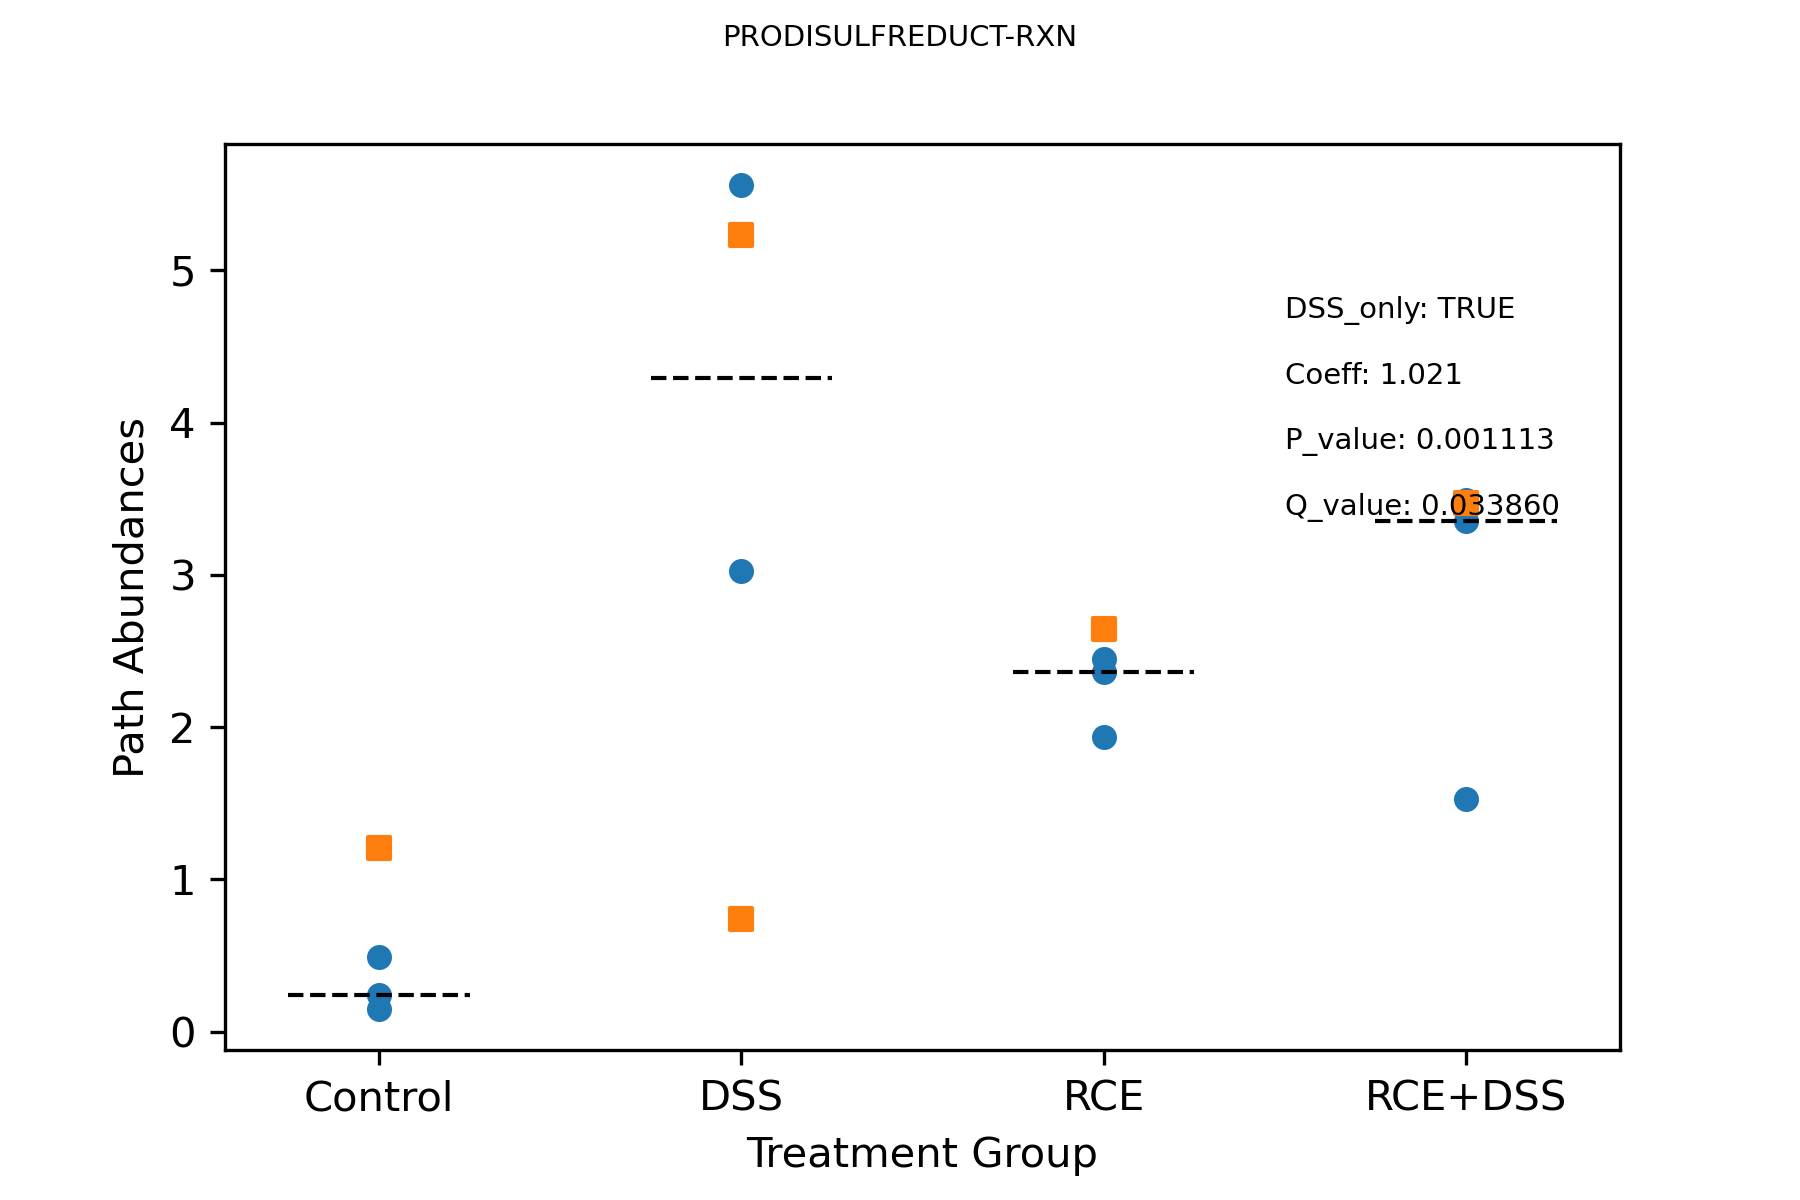 PRODISULFREDUCT-RXN
5
4
3
2
1
0
Path Abundances
DSS_only: TRUE
Coeff: 1.021
P_value: 0.001113
Q_value: 0.033860
Control
DSS
RCE
RCE+DSS
Treatment Group